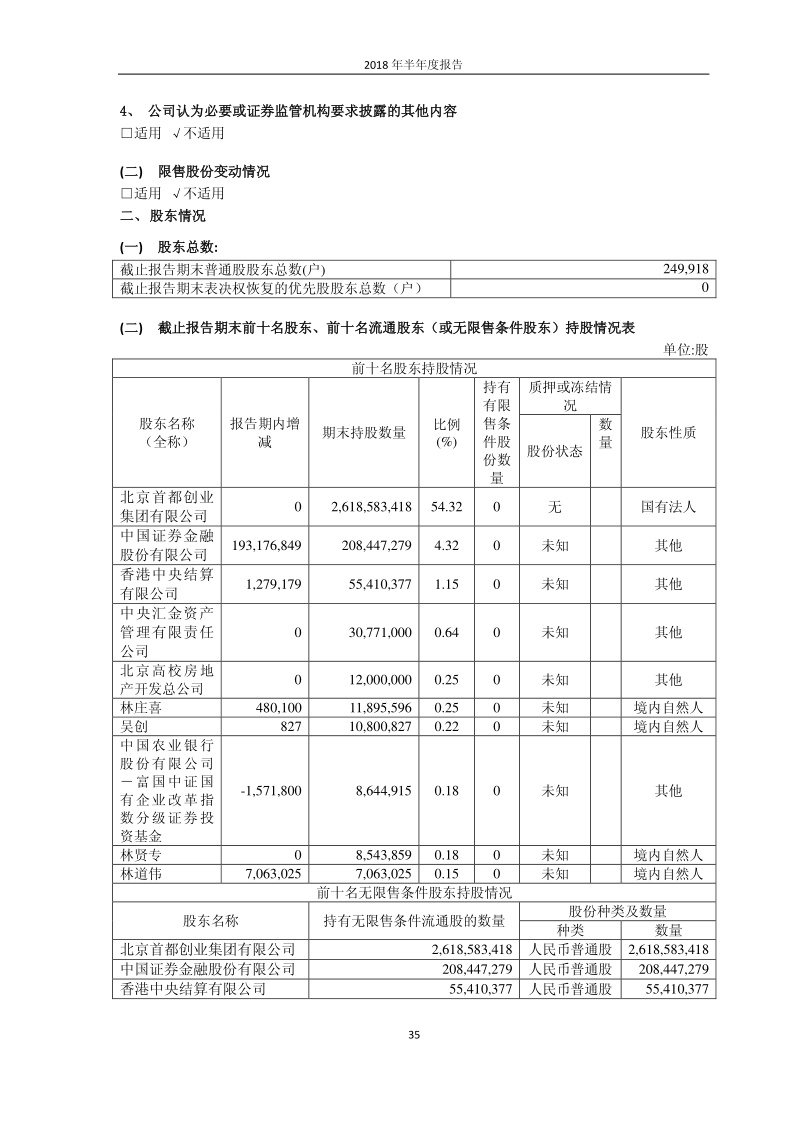 2018 年半年度报告
4、 公司认为必要或证券监管机构要求披露的其他内容
□适用 √不适用
(二) 限售股份变动情况
□适用 √不适用
二、股东情况
(一) 股东总数:
截止报告期末普通股股东总数(户) 249,918
截止报告期末表决权恢复的优先股股东总数（户） 0
(二) 截止报告期末前十名股东、前十名流通股东（或无限售条件股东）持股情况表
单位:股
前十名股东持股情况
股东名称
（全称）
报告期内增
减
期末持股数量
比例
(%)
持有
有限
售条
件股
份数
量
质押或冻结情
况
股份状态
数
量
股东性质
北京首都创业
集团有限公司
0 2,618,583,418 54.32 0 无 国有法人
中国证券金融
股份有限公司
193,176,849 208,447,279 4.32 0 未知 其他
香港中央结算
有限公司
1,279,179 55,410,377 1.15 0 未知 其他
中央汇金资产
管理有限责任
公司
0 30,771,000 0.64 0 未知 其他
北京高校房地
产开发总公司
0 12,000,000 0.25 0 未知 其他
林庄喜 480,100 11,895,596 0.25 0 未知 境内自然人
吴创 827 10,800,827 0.22 0 未知 境内自然人
中国农业银行
股份有限公司
－富国中证国
有企业改革指
数分级证券投
资基金
-1,571,800 8,644,915 0.18 0 未知 其他
林贤专 0 8,543,859 0.18 0 未知 境内自然人
林道伟 7,063,025 7,063,025 0.15 0 未知 境内自然人
前十名无限售条件股东持股情况
股东名称 持有无限售条件流通股的数量 股份种类及数量
种类 数量
北京首都创业集团有限公司 2,618,583,418 人民币普通股 2,618,583,418
中国证券金融股份有限公司 208,447,279 人民币普通股 208,447,279
香港中央结算有限公司 55,410,377 人民币普通股 55,410,377
35